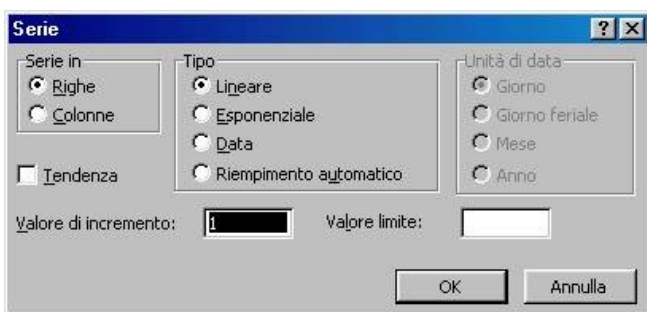 Serie
Serie in
Righe
Colonne
Tendenza
Tipo
Lineare
Esponenziale
Data
Riempimento automatico
Unità di data
Giorno
Giorno feriale
Mese
Anno
Valore di incremento: 1
Valore limite:
OK
Annulla